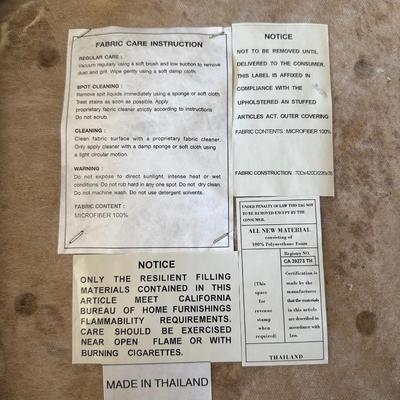 FABRIC CARE INSTRUCTION
REGULAR CARE :
Vacuum regularly using a soft brush and low suction to remove
dust and grit. Wipe gently using a soft damp cloth.
SPOT CLEANING :
Remove spit liquids immediately using a sponge or soft cloth.
Treat stains as soon as possible. Apply
proprietary fabric cleaner strictly according to instructions
Do not scrub.
CLEANING :
Clean fabric surface with a proprietary fabric cleaner.
Only apply cleaner with a damp sponge or soft cloth using
a light circular motion.
WARNING :
Do not expose to direct sunlight, intense heat or wet
conditions. Do not rub hard in any one spot. Do not dry clean.
Do not machine wash. Do not use detergent solvents.
FABRIC CONTENT :
MICROFIBER 100%
NOTICE
NOT TO BE REMOVED UNTIL
DELIVERED TO THE CONSUMER.
THIS LABEL IS AFFIXED IN
COMPLIANCE WITH THE
UPHOLSTERED AN STUFFED
ARTICLES ACT. OUTER COVERING
FABRIC CONTENTS : MICROFIBER 100%
FABRIC CONSTRUCTION
UNDER PENALTY OF LAW THIS TAG NOT
TO BE REMOVED EXCEPT BY THE
CONSUMER.
ALL NEW MATERIAL
consisting of
100% Polyurethane Foam
Registry NO.
CA 39273 TH
(This
space
for
revenue
stamp
when
required)
Certification is
made by the
manufacturer
that the materials
in this article
are described in
accordance with
law.
THAILAND
NOTICE
ONLY THE RESILIENT FILLING
MATERIALS CONTAINED IN THIS
ARTICLE MEET CALIFORNIA
BUREAU OF HOME FURNISHINGS
FLAMMABILITY REQUIREMENTS.
CARE SHOULD BE EXERCISED
NEAR OPEN FLAME OR WITH
BURNING CIGARETTES.
MADE IN THAILAND